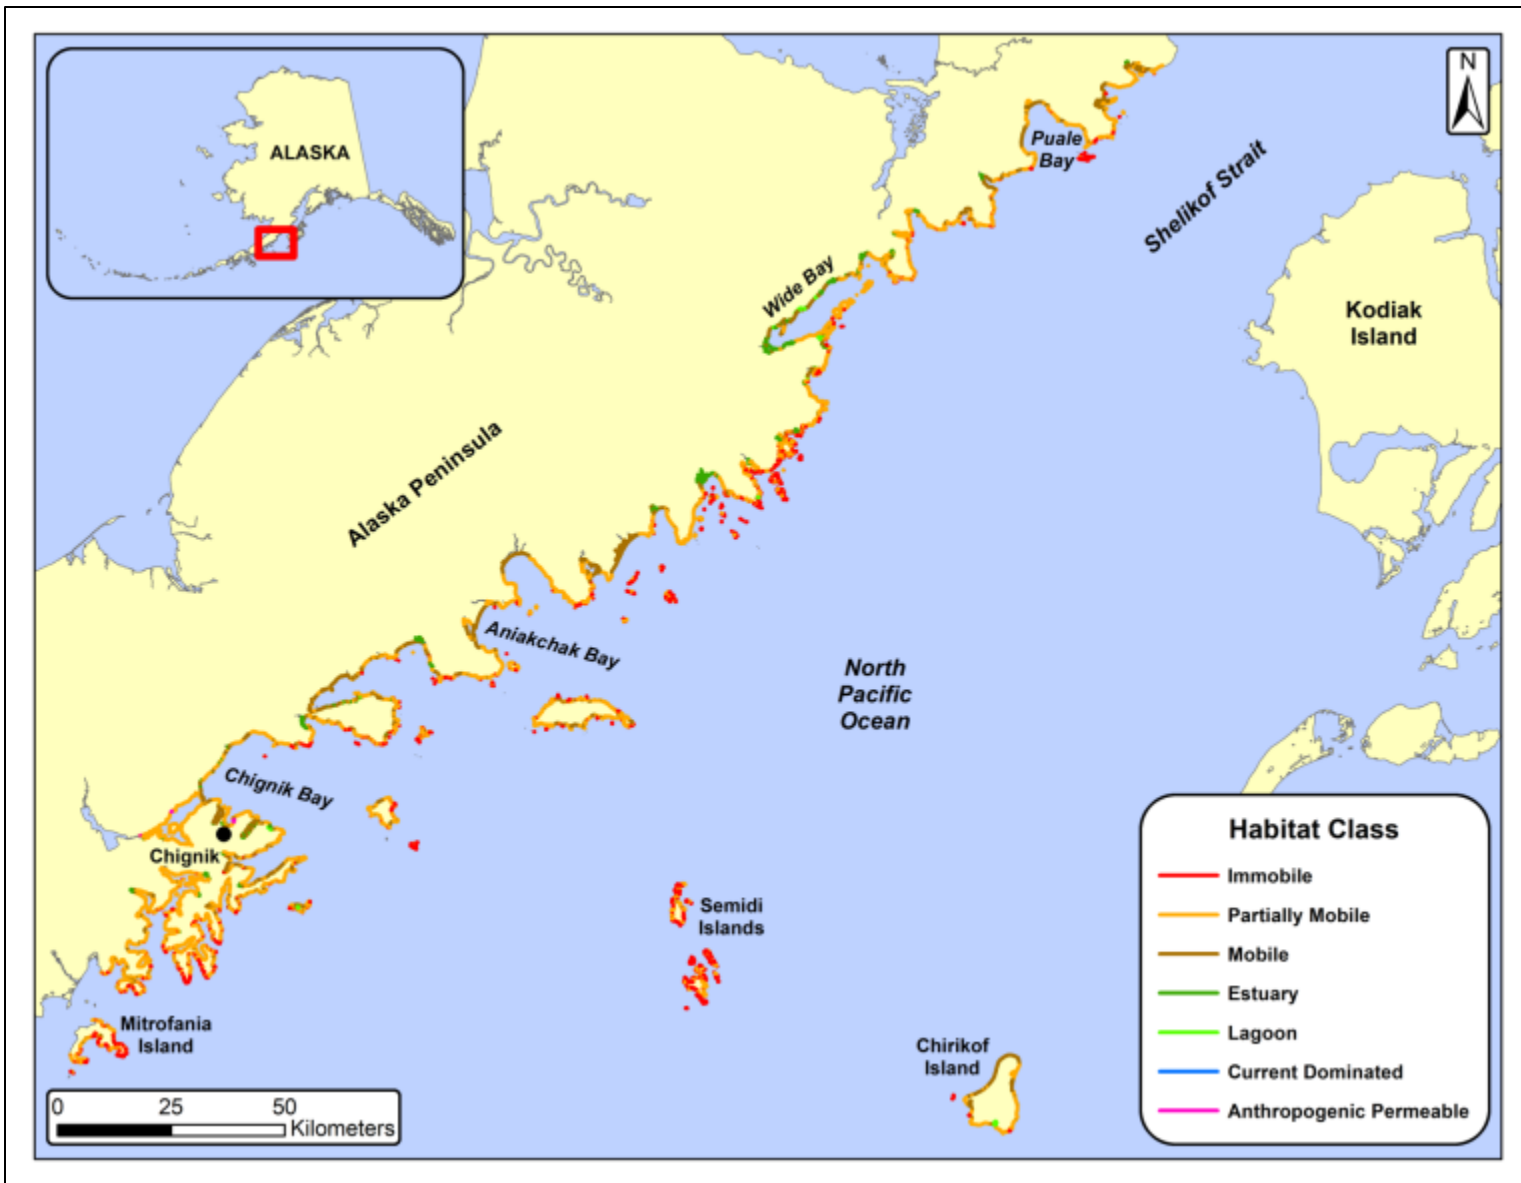 N
ALASKA
Puale
Bay
Shelikof Strait
Wide Bay
Kodiak
Island
Alaska Peninsula
Aniakchak Bay
North
Pacific
Ocean
Chignik Bay
Chignik
Semidi
Islands
Mitrofania
Island
Chirikof
Island
Habitat Class
Immobile
Partially Mobile
Mobile
Estuary
Lagoon
Current Dominated
Anthropogenic Permeable
0 25 50
Kilometers